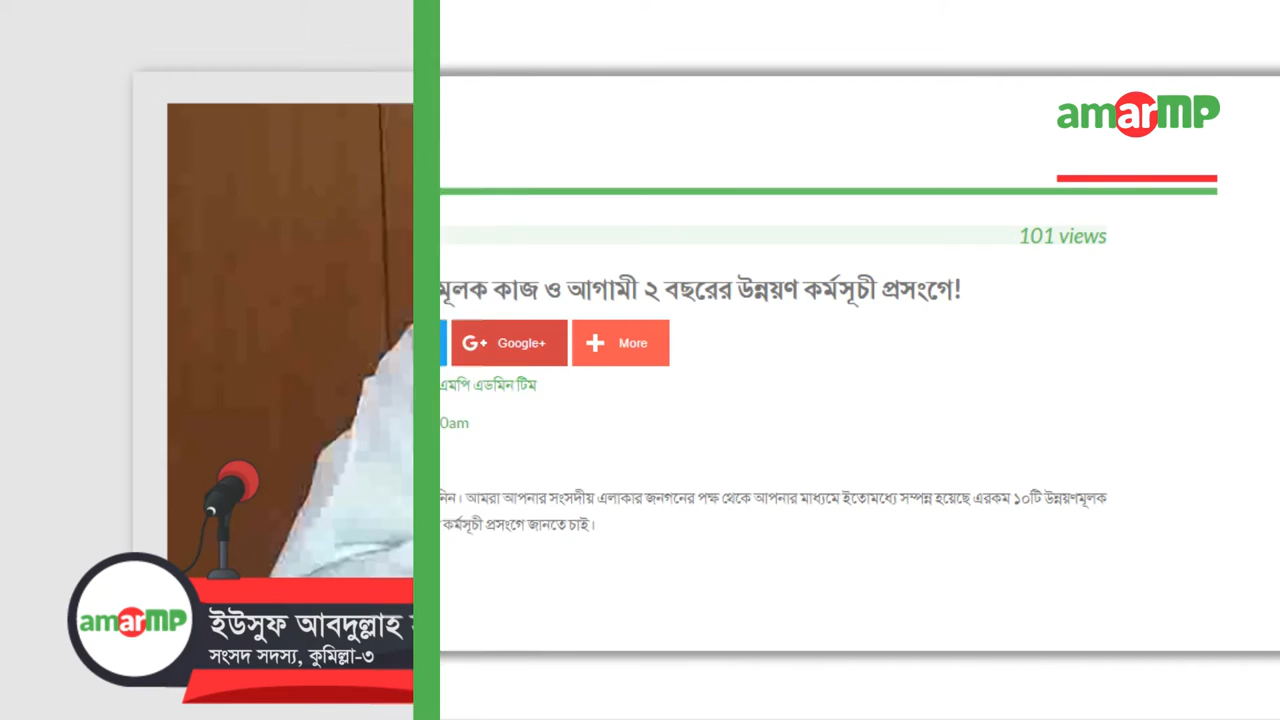 amarMP
101 views
মূলক কাজ ও আগামী ২ বছরের উন্নয়ণ কর্মসূচী প্রসংগে!
G+ Google+
More
এমপি এডমিন টিম
0am
আমরা আপনার সংসদীয় এলাকার জনগনের পক্ষ থেকে আপনার মাধ্যমে ইতোমধ্যে সম্পন্ন হয়েছে এরকম ১০টি উন্নয়ণমূলক
কর্মসূচী প্রসংগে জানতে চাই।
amarMP
ইউসুফ আবদুল্লাহ
সংসদ সদস্য, কুমিল্লা-৩